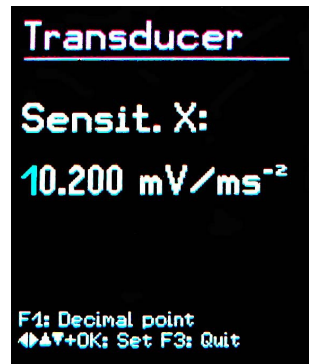 Transducer
Sensit. X:
10.200 mV/ms⁻²
F1: Decimal point
◀▶▲▼+OK: Set F3: Quit